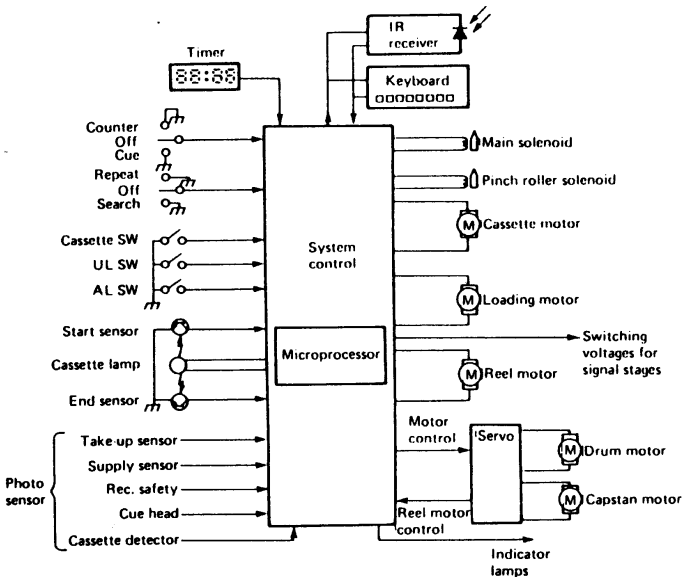 IR
receiver
Timer
88:88
Keyboard
Counter
Off
Cue
Repeat
Off
Search
Main solenoid
Pinch roller solenoid
M
Cassette motor
Cassette SW
UL SW
AL SW
System
control
M
Loading motor
Start sensor
Cassette lamp
End sensor
Microprocessor
Switching
voltages for
signal stages
M
Reel motor
Motor
control
Servo
M
Drum motor
Take-up sensor
Supply sensor
Rec. safety
Cue head
Cassette detector
Photo
sensor
M
Capstan motor
Reel motor
control
Indicator
lamps